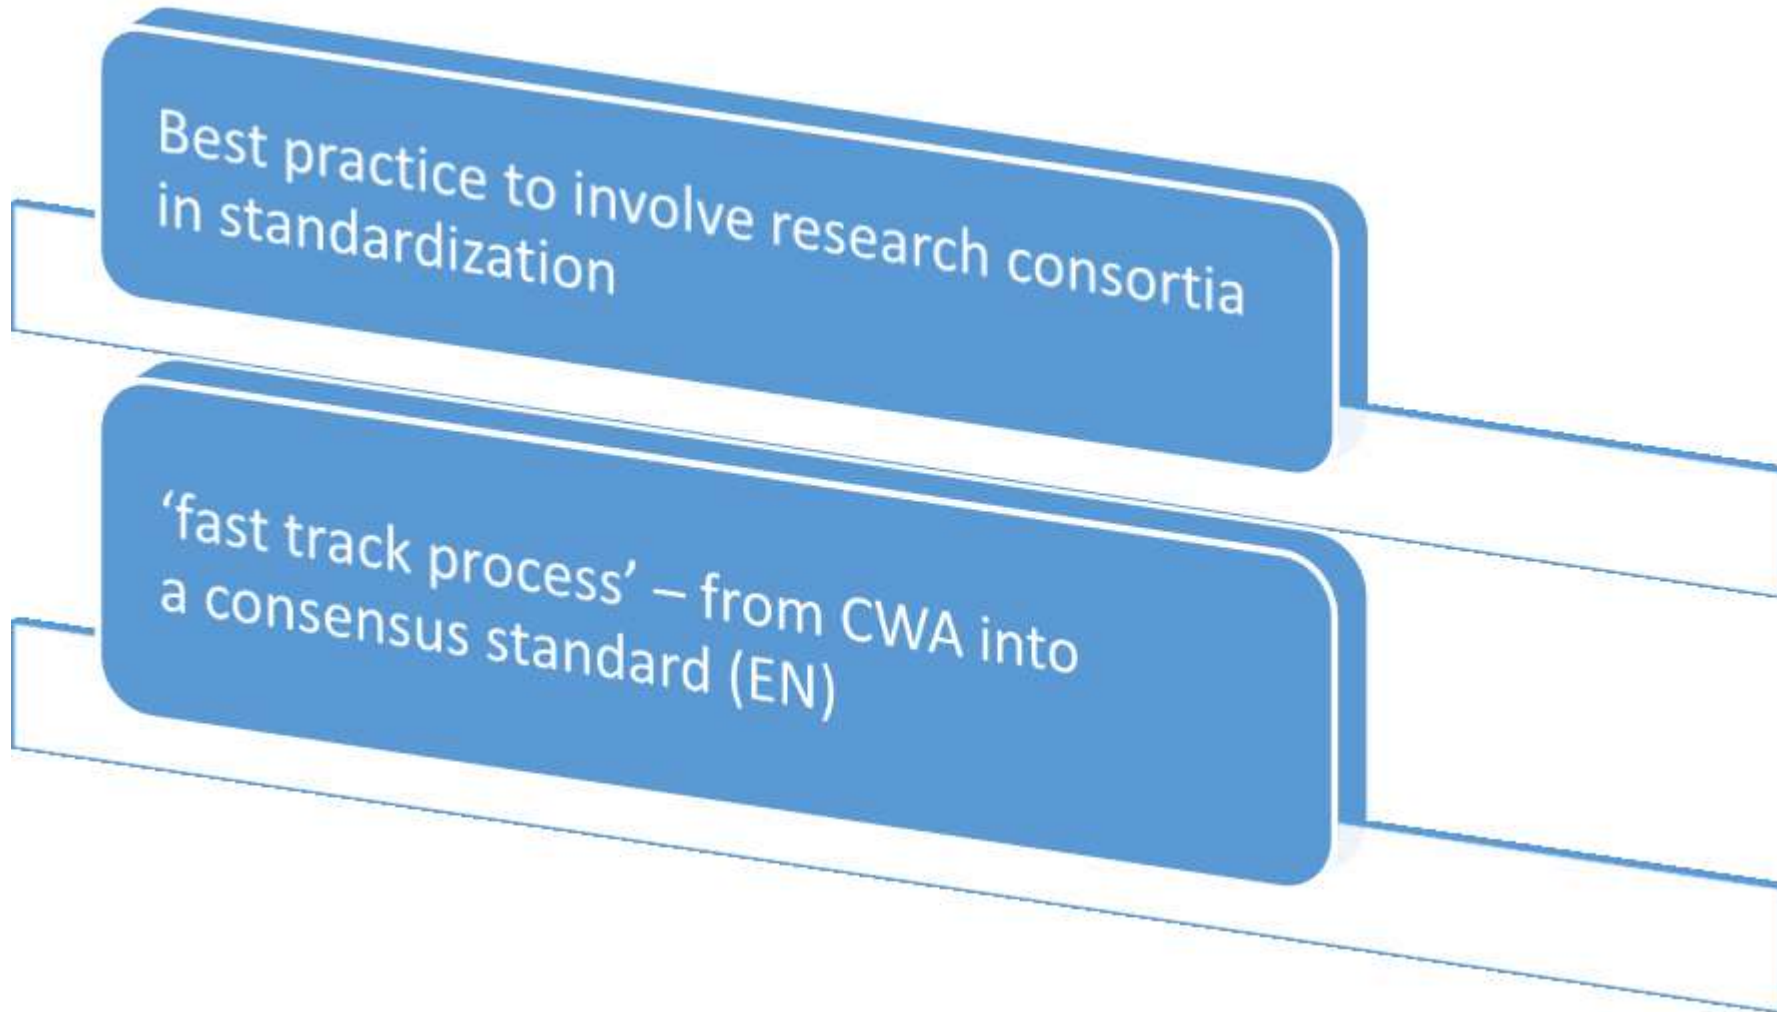 Best practice to involve research consortia
in standardization
‘fast track process’ – from CWA into
a consensus standard (EN)